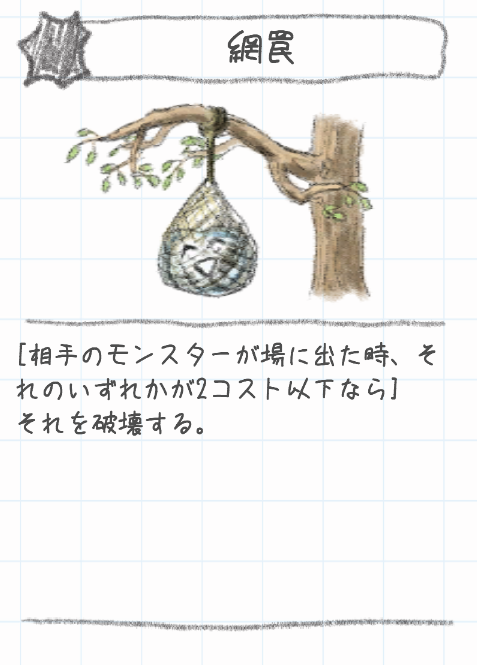 網罠
[相手のモンスターが場に出た時、そ
れのいずれかが2コスト以下なら]
それを破壊する。